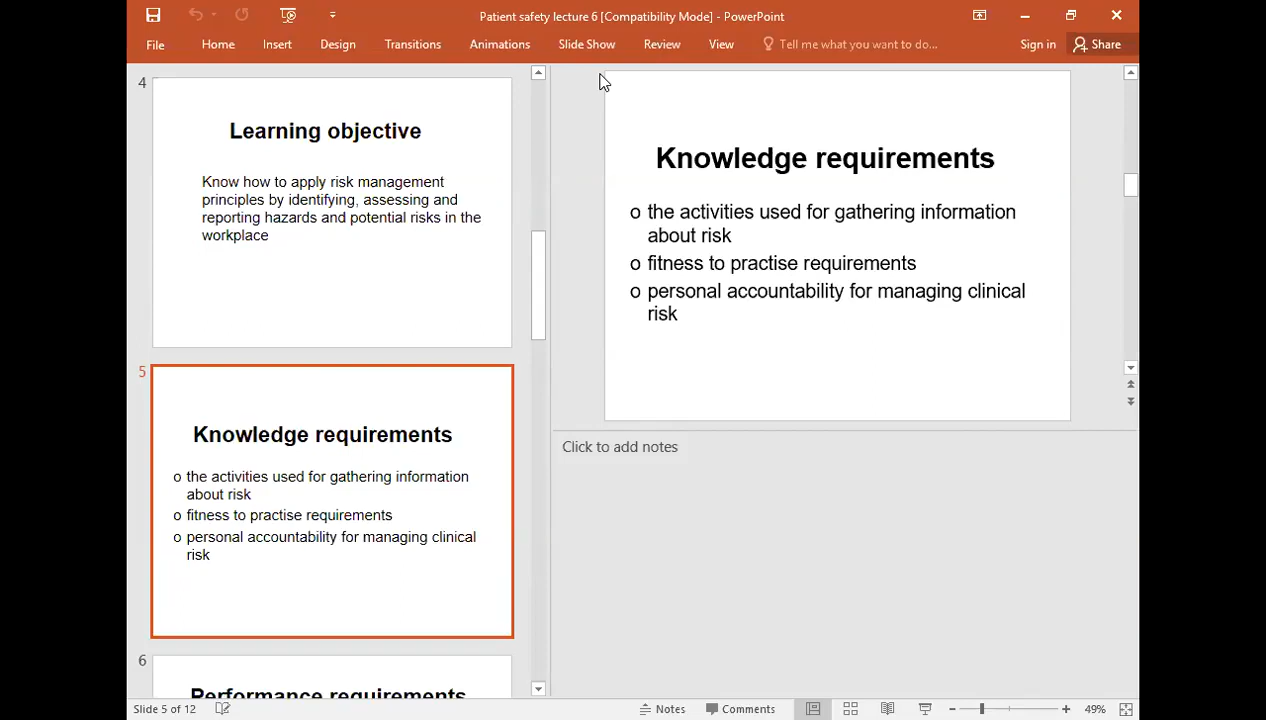 Patient safety lecture 6 [Compatibility Mode] - PowerPoint
File Home Insert Design Transitions Animations Slide Show Review View Tell me what you want to do... Sign in Share
4
Learning objective
Know how to apply risk management
principles by identifying, assessing and
reporting hazards and potential risks in the
workplace
5
Knowledge requirements
o the activities used for gathering information
about risk
o fitness to practise requirements
o personal accountability for managing clinical
risk
6
Performance requirements
Knowledge requirements
o the activities used for gathering information
about risk
o fitness to practise requirements
o personal accountability for managing clinical
risk
Click to add notes
Slide 5 of 12 Notes Comments 49%